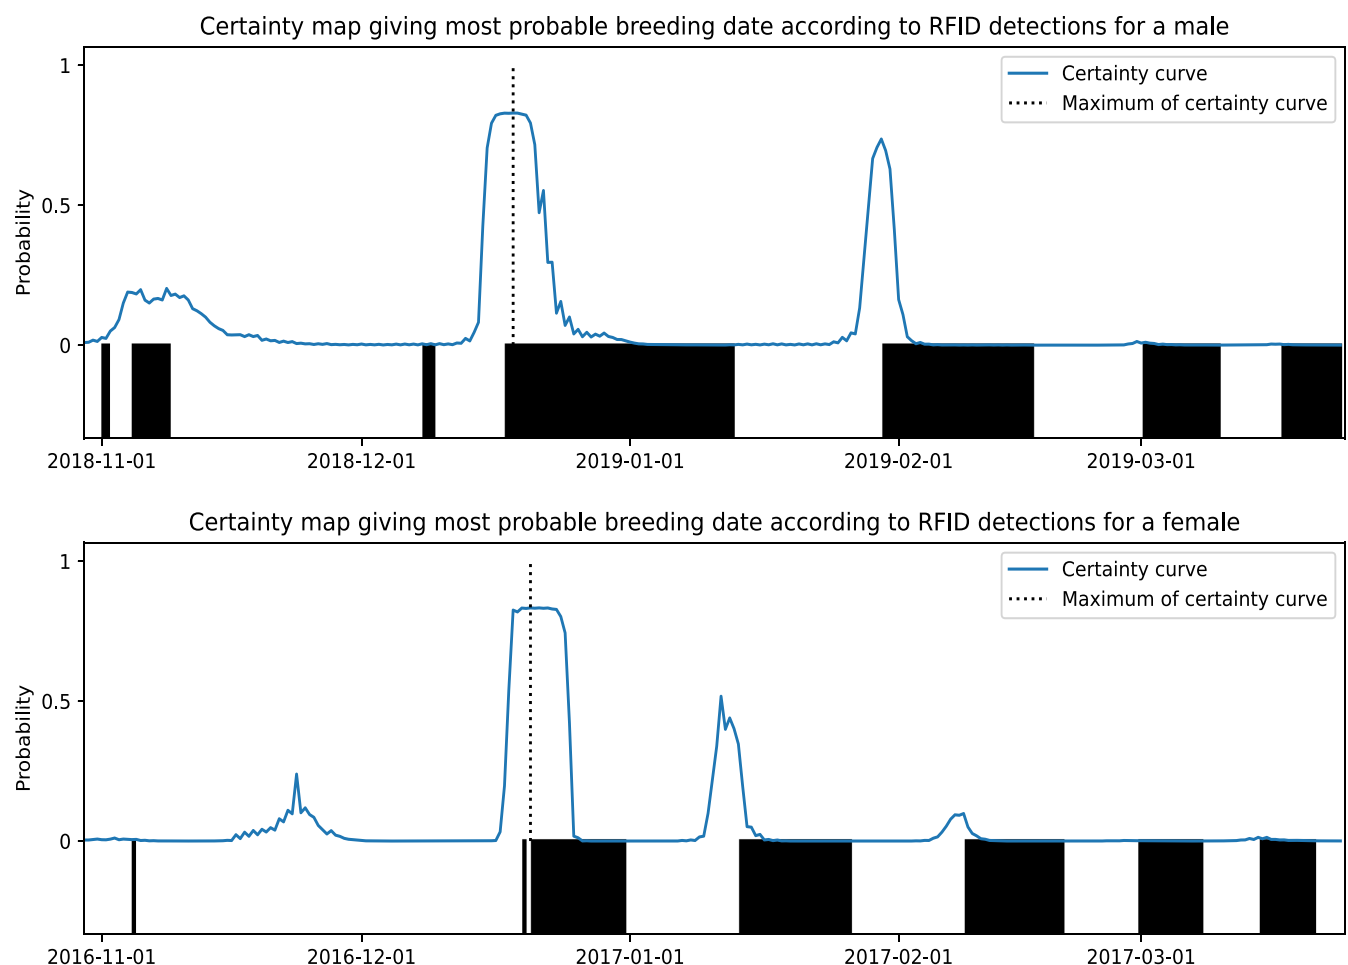 Certainty map giving most probable breeding date according to RFID detections for a male
Certainty curve
Maximum of certainty curve
Probability
1
0.5
0
2018-11-01
2018-12-01
2019-01-01
2019-02-01
2019-03-01
Certainty map giving most probable breeding date according to RFID detections for a female
Certainty curve
Maximum of certainty curve
Probability
1
0.5
0
2016-11-01
2016-12-01
2017-01-01
2017-02-01
2017-03-01